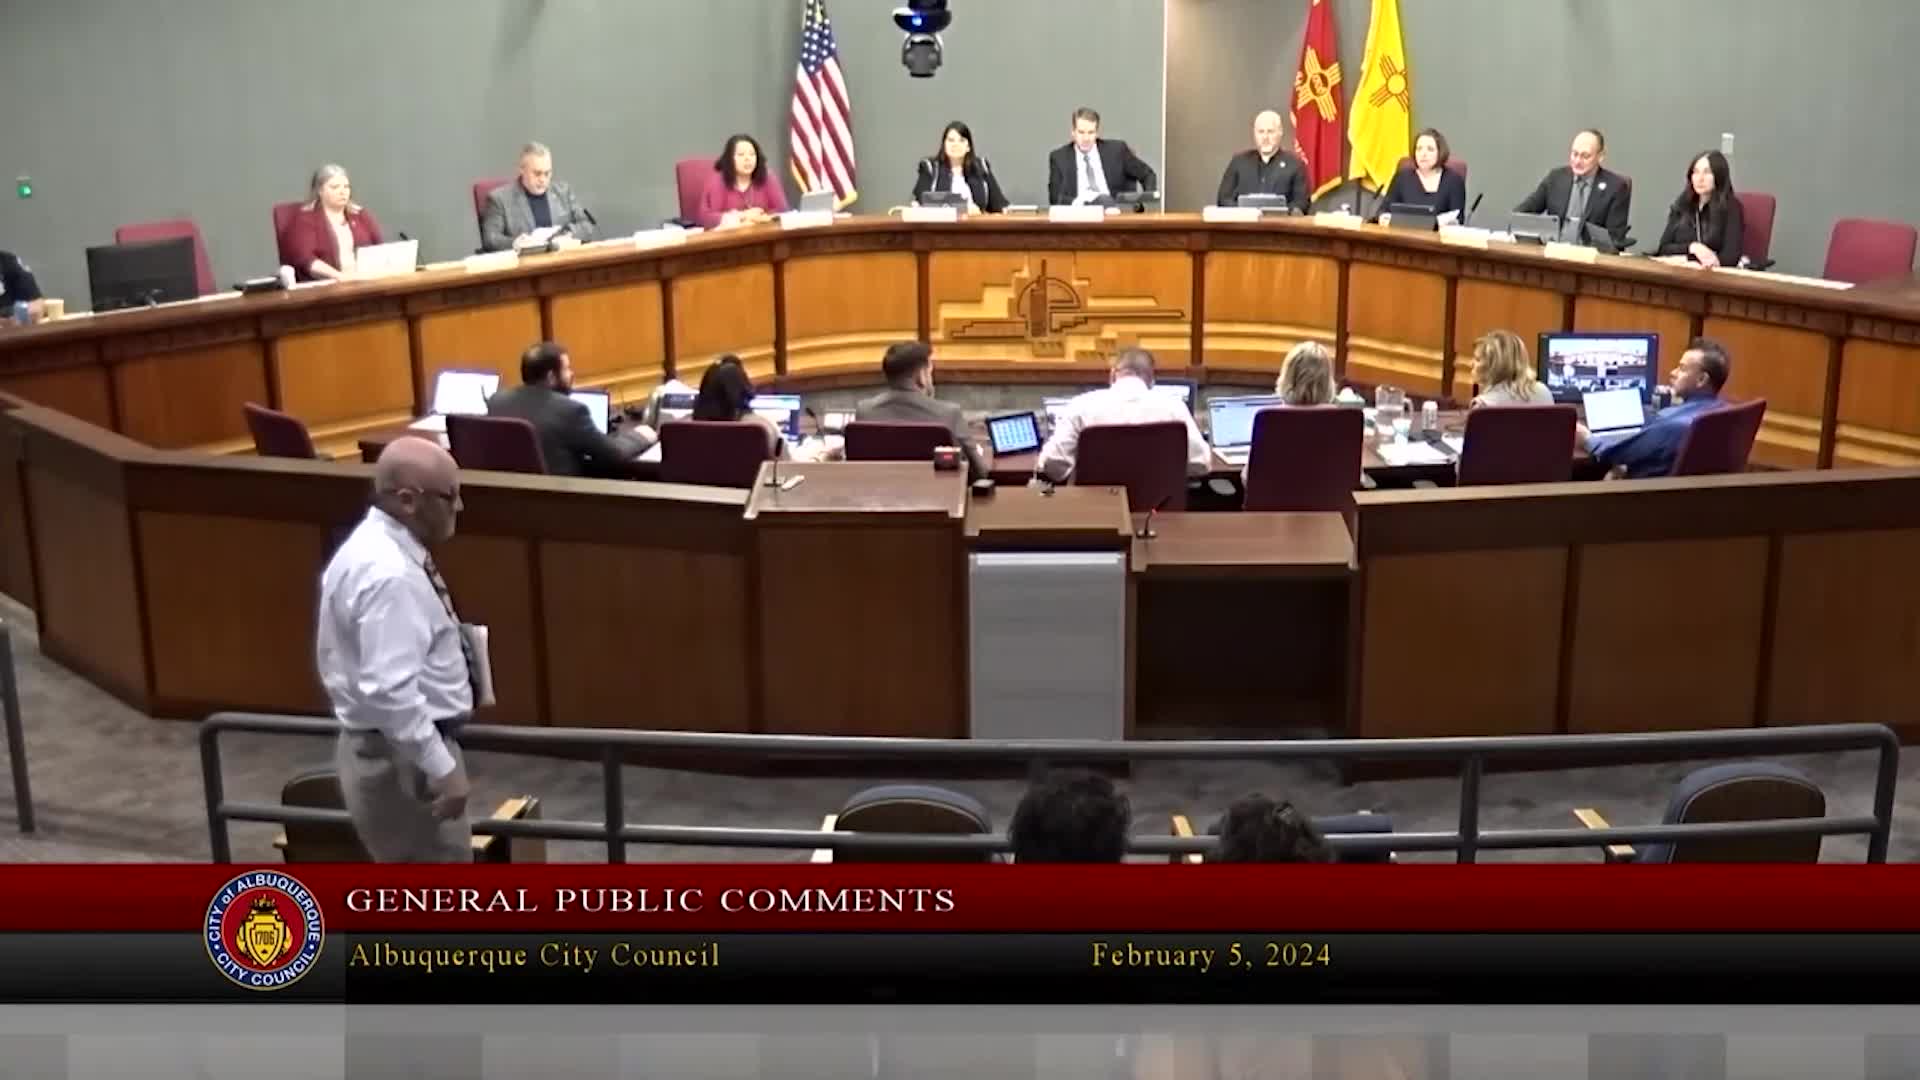 GENERAL PUBLIC COMMENTS
Albuquerque City Council
February 5, 2024
CITY of ALBUQUERQUE
1706
CITY COUNCIL